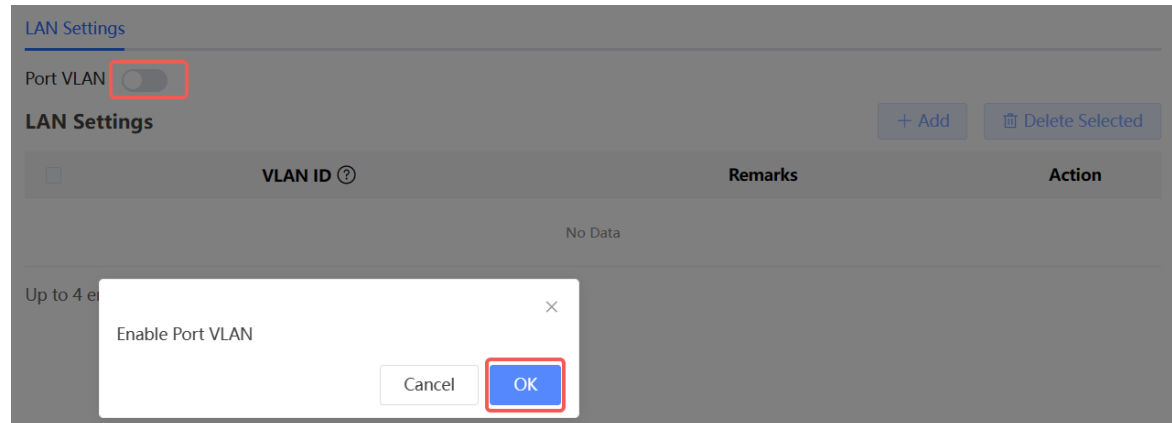 LAN Settings
Port VLAN
LAN Settings
+ Add
Delete Selected
VLAN ID ?
Remarks
Action
No Data
Up to 4
Enable Port VLAN
Cancel
OK